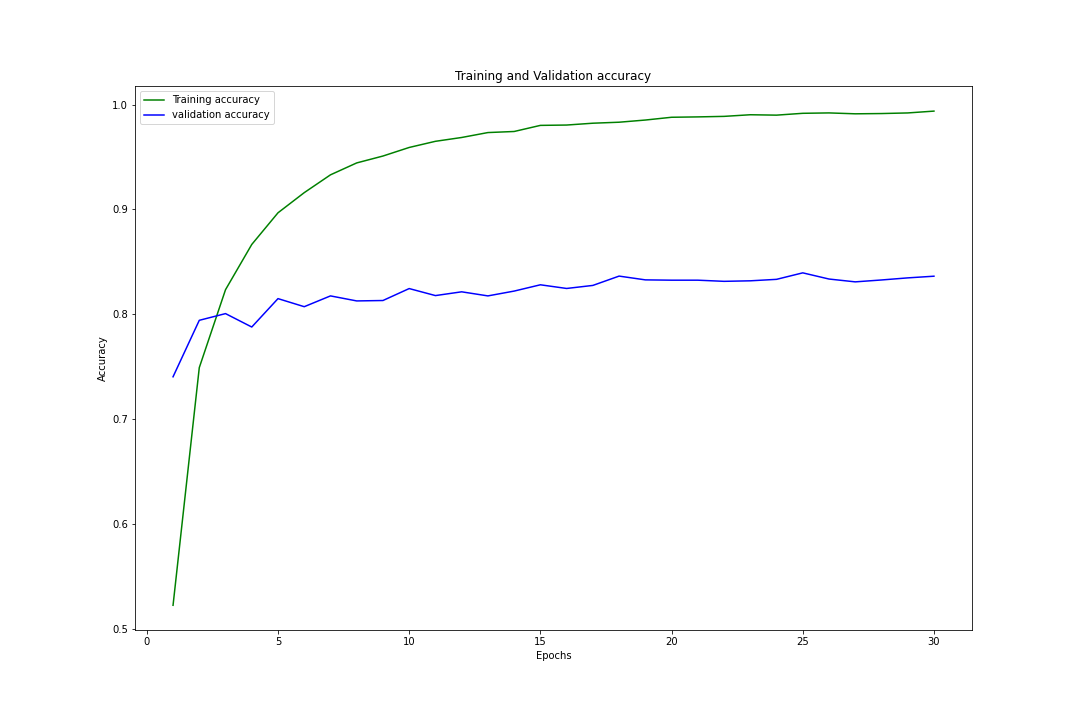 Training and Validation accuracy
Training accuracy
validation accuracy
1.0
0.9
0.8
0.7
0.6
0.5
Accuracy
0 5 10 15 20 25 30
Epochs